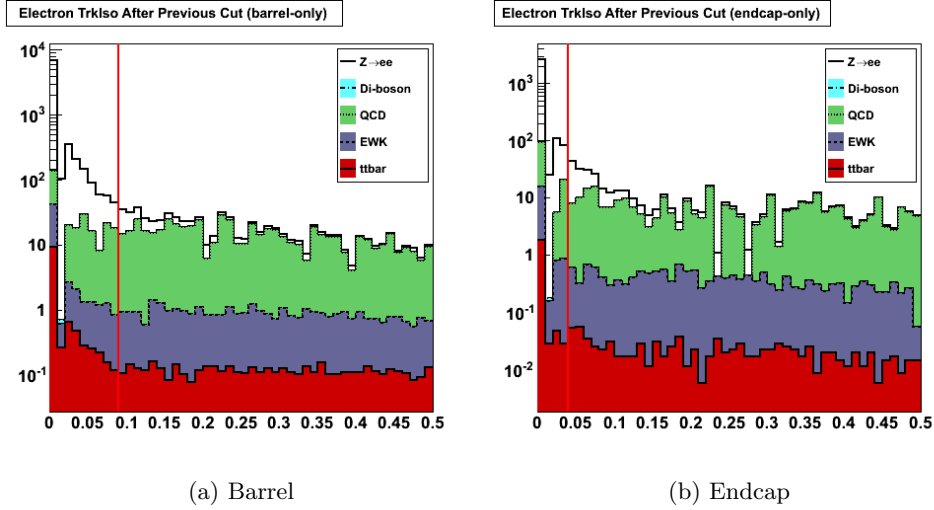 Electron TrkIso After Previous Cut (barrel-only)
10^4
10^3
10^2
10
1
10^-1
Z→ee
Di-boson
QCD
EWK
ttbar
0 0.05 0.1 0.15 0.2 0.25 0.3 0.35 0.4 0.45 0.5
(a) Barrel
Electron TrkIso After Previous Cut (endcap-only)
10^3
10^2
10
1
10^-1
10^-2
Z→ee
Di-boson
QCD
EWK
ttbar
0 0.05 0.1 0.15 0.2 0.25 0.3 0.35 0.4 0.45 0.5
(b) Endcap